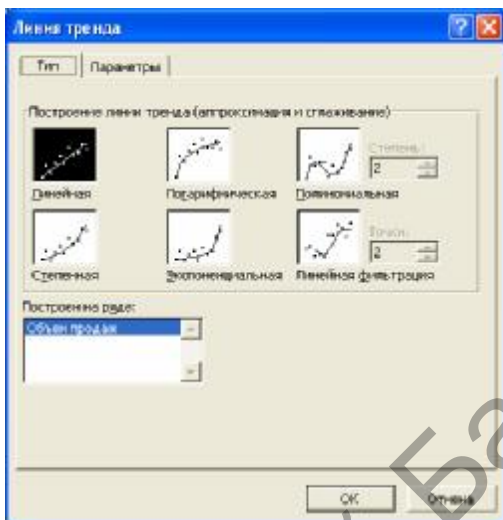 Линия тренда
Тип Параметры
Построение линии тренда (аппроксимация и сглаживание)
Степень:
2
Линейная Логарифмическая Полиномиальная
Точки:
2
Степенная Экспоненциальная Линейная фильтрация
Построен на ряде:
Объем продаж
OK Отмена